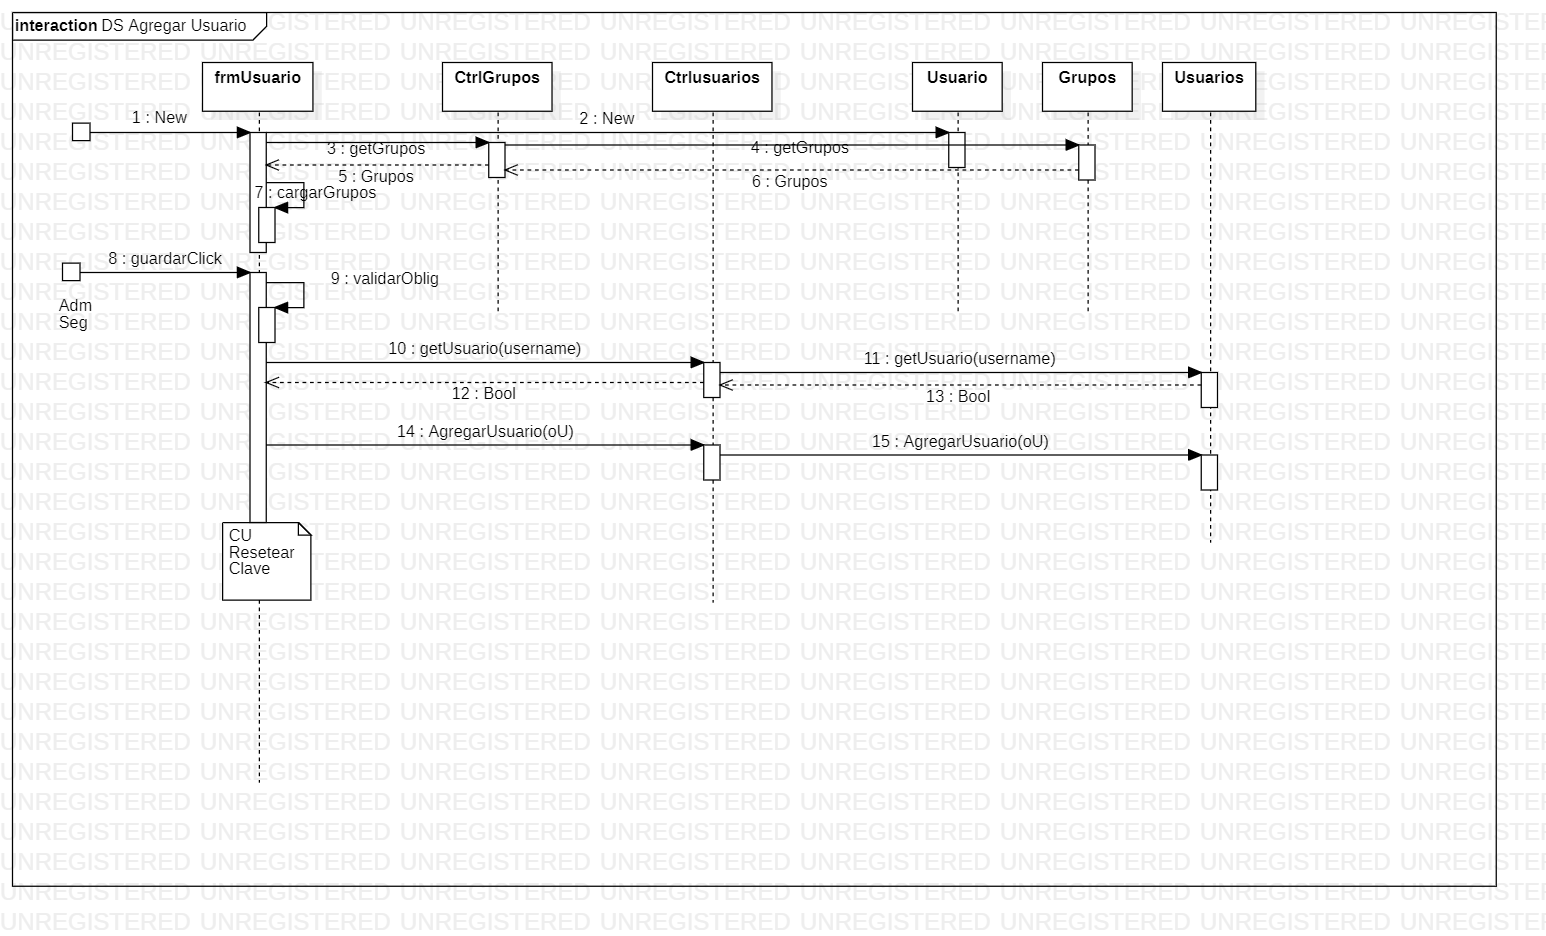 interaction DS Agregar Usuario
frmUsuario
CtrlGrupos
Ctrlusuarios
Usuario
Grupos
Usuarios
1 : New
2 : New
3 : getGrupos
4 : getGrupos
5 : Grupos
6 : Grupos
7 : cargarGrupos
8 : guardarClick
9 : validarOblig
Adm
Seg
10 : getUsuario(username)
11 : getUsuario(username)
12 : Bool
13 : Bool
14 : AgregarUsuario(oU)
15 : AgregarUsuario(oU)
CU
Resetear
Clave
UNREGISTERED